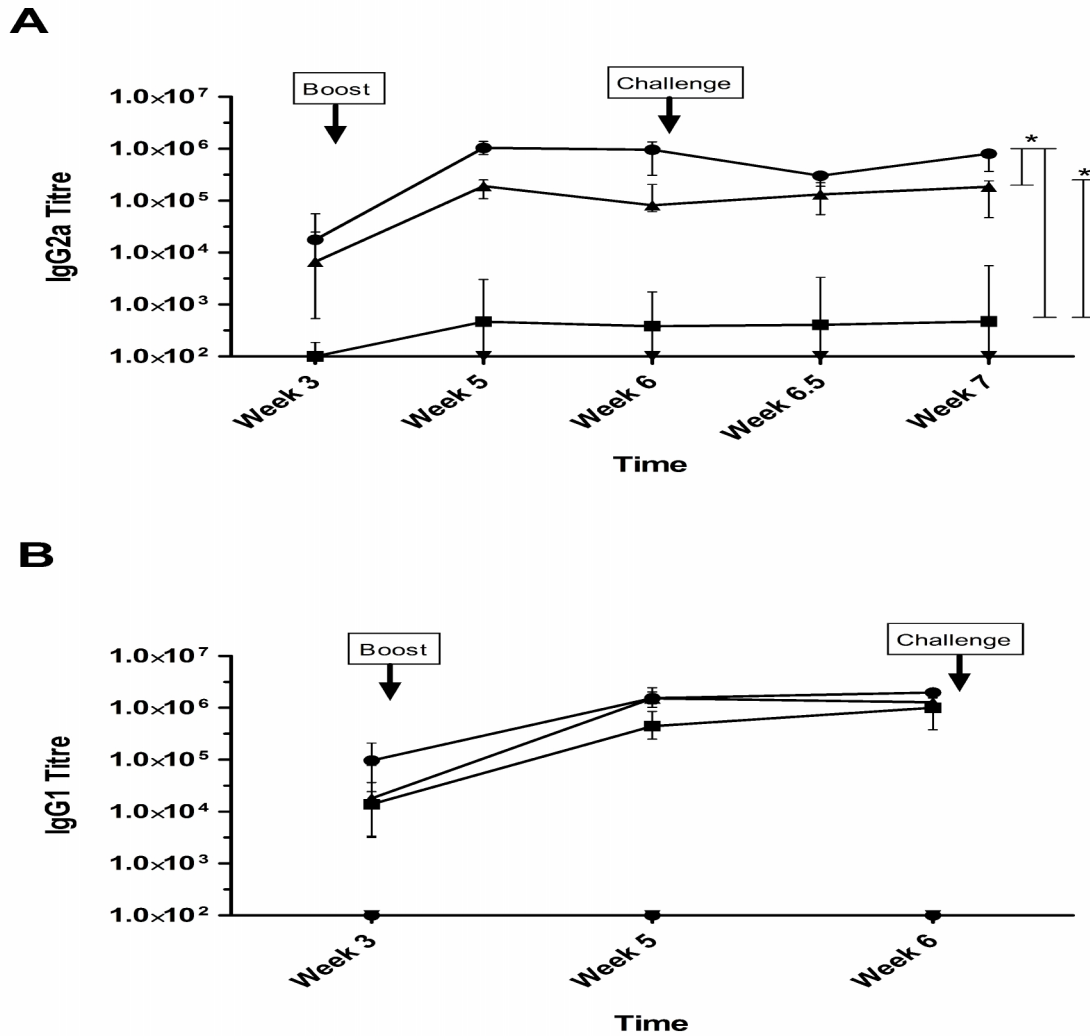 A
Boost
Challenge
1.0×10⁷
1.0×10⁶
1.0×10⁵
1.0×10⁴
1.0×10³
1.0×10²
IgG2a Titre
*
*
Week 3
Week 5
Week 6
Week 6.5
Week 7
Time
B
Boost
Challenge
1.0×10⁷
1.0×10⁶
1.0×10⁵
1.0×10⁴
1.0×10³
1.0×10²
IgG1 Titre
Week 3
Week 5
Week 6
Time